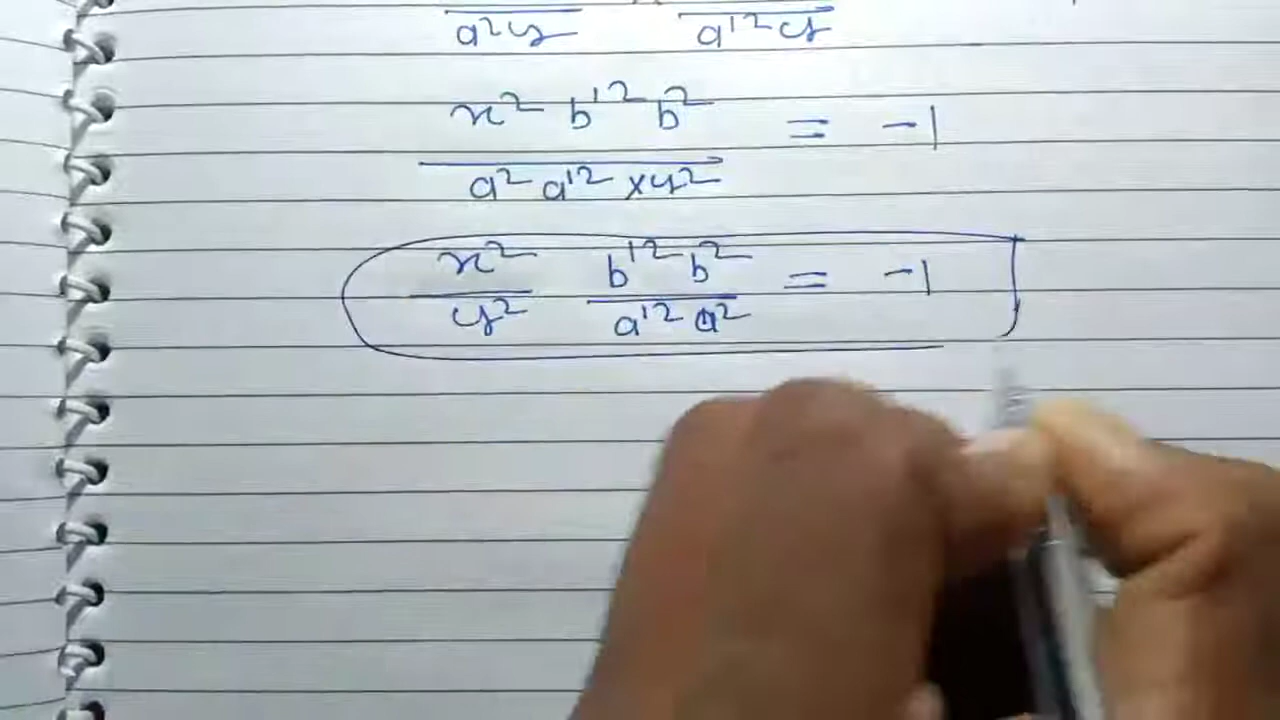 a²y a'²y
x² b'² b² = -1
a² a'² × y²
x² b'² b² = -1
y² a'² a²